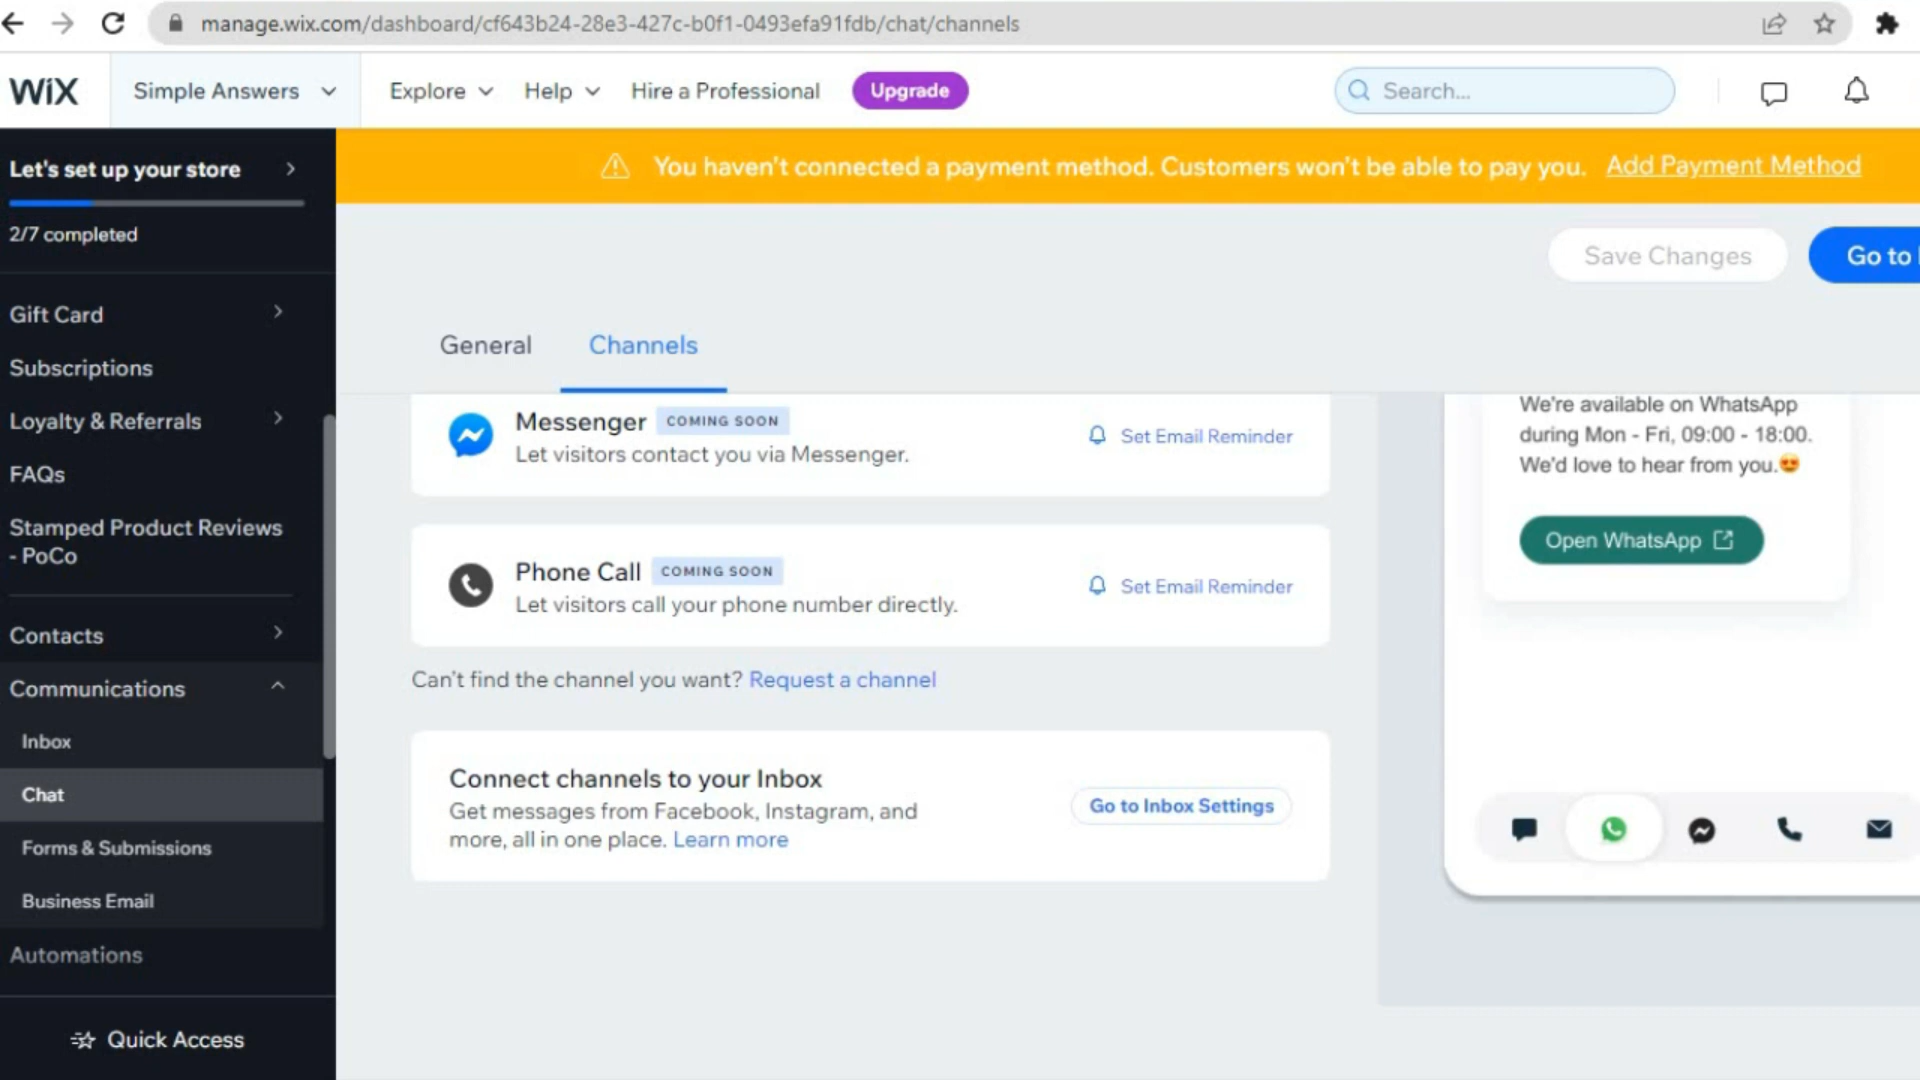 manage.wix.com/dashboard/cf643b24-28e3-427c-b0f1-0493efa91fdb/chat/channels
WiX
Simple Answers
Explore
Help
Hire a Professional
Upgrade
Search...
Let's set up your store
2/7 completed
You haven't connected a payment method. Customers won't be able to pay you. Add Payment Method
Save Changes
Go to
General
Channels
Gift Card
Subscriptions
Loyalty & Referrals
FAQs
Stamped Product Reviews
- PoCo
Contacts
Communications
Inbox
Chat
Forms & Submissions
Business Email
Automations
Quick Access
Messenger COMING SOON
Let visitors contact you via Messenger.
Set Email Reminder
Phone Call COMING SOON
Let visitors call your phone number directly.
Set Email Reminder
Can't find the channel you want? Request a channel
Connect channels to your Inbox
Get messages from Facebook, Instagram, and
more, all in one place. Learn more
Go to Inbox Settings
We're available on WhatsApp
during Mon - Fri, 09:00 - 18:00.
We'd love to hear from you.😍
Open WhatsApp